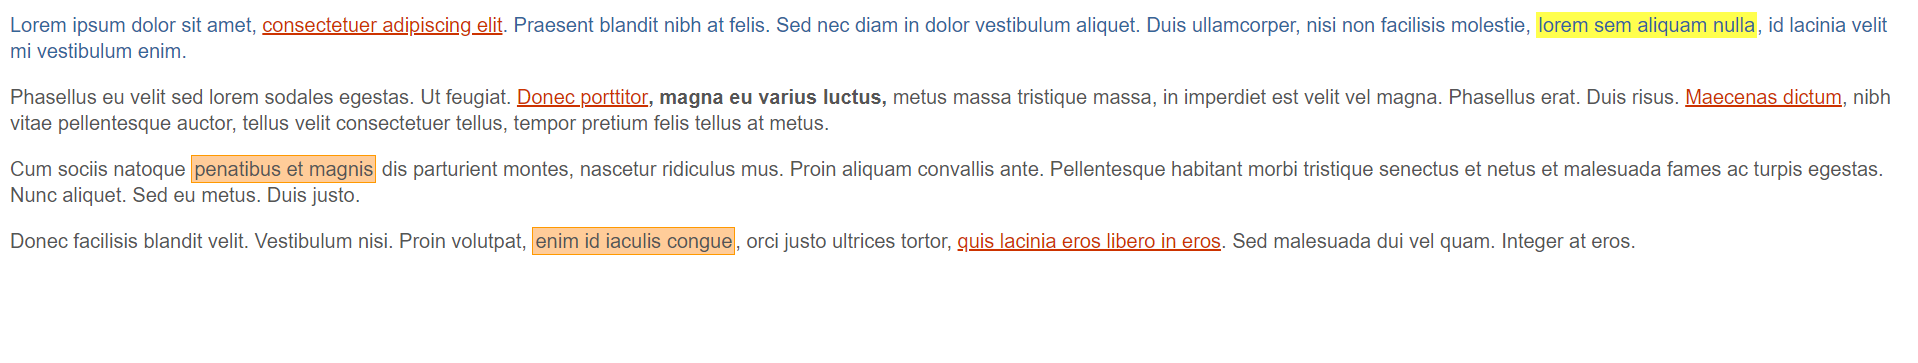 Lorem ipsum dolor sit amet, consectetuer adipiscing elit. Praesent blandit nibh at felis. Sed nec diam in dolor vestibulum aliquet. Duis ullamcorper, nisi non facilisis molestie, lorem sem aliquam nulla, id lacinia velit
mi vestibulum enim.
Phasellus eu velit sed lorem sodales egestas. Ut feugiat. Donec porttitor, magna eu varius luctus, metus massa tristique massa, in imperdiet est velit vel magna. Phasellus erat. Duis risus. Maecenas dictum, nibh
vitae pellentesque auctor, tellus velit consectetuer tellus, tempor pretium felis tellus at metus.
Cum sociis natoque penatibus et magnis dis parturient montes, nascetur ridiculus mus. Proin aliquam convallis ante. Pellentesque habitant morbi tristique senectus et netus et malesuada fames ac turpis egestas.
Nunc aliquet. Sed eu metus. Duis justo.
Donec facilisis blandit velit. Vestibulum nisi. Proin volutpat, enim id iaculis congue, orci justo ultrices tortor, quis lacinia eros libero in eros. Sed malesuada dui vel quam. Integer at eros.